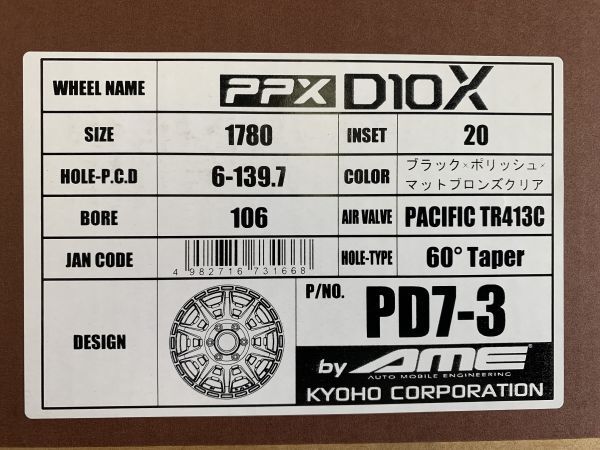 WHEEL NAME PPX D10X
SIZE 1780 INSET 20
HOLE-P.C.D 6-139.7 COLOR ブラック×ポリッシュ×
マットブロンズクリア
BORE 106 AIR VALVE PACIFIC TR413C
JAN CODE 4 982716 731668 HOLE-TYPE 60° Taper
DESIGN P/NO. PD7-3
by AME
AUTO MOBILE ENGINEERING
KYOHO CORPORATION